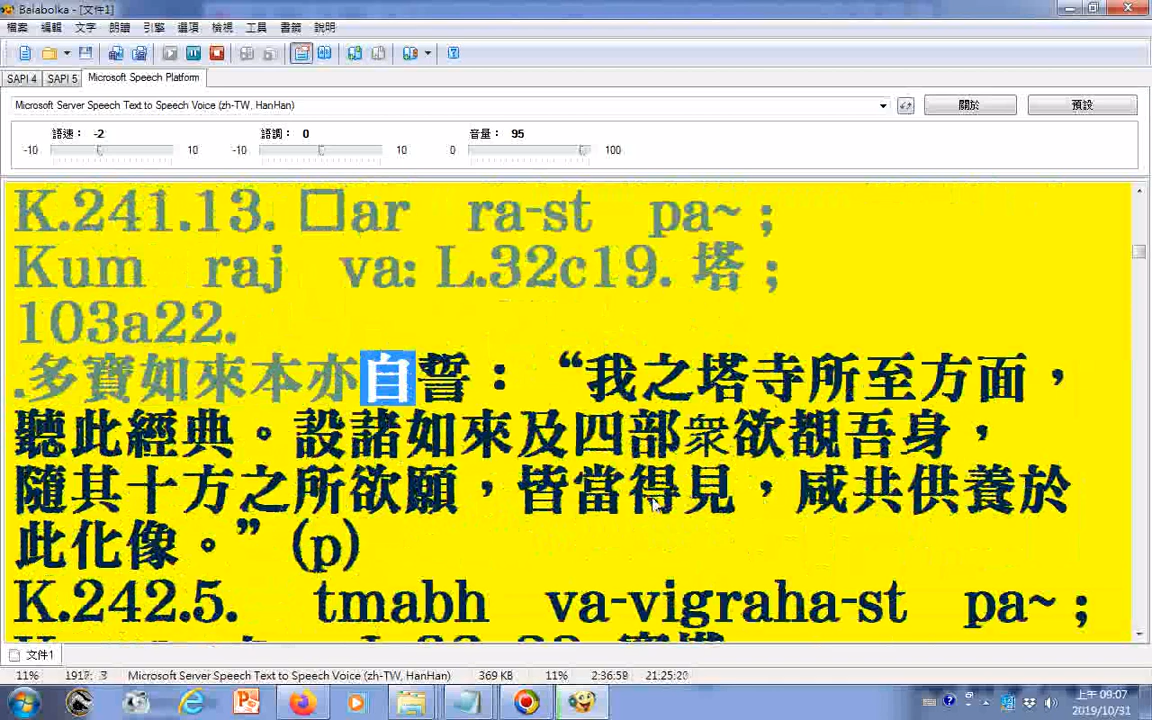 Balabolka - [文件1]
檔案 編輯 文字 朗讀 引擎 選項 檢視 工具 書籤 說明
SAPI 4 SAPI 5 Microsoft Speech Platform
Microsoft Server Speech Text to Speech Voice (zh-TW, HanHan) 關於 預設
語速： -2 語調： 0 音量： 95
-10 10 -10 10 0 100
K.241.13. □ar ra-st pa~ ;
Kum raj va: L.32c19. 塔 ;
103a22.
.多寶如來本亦自誓：“我之塔寺所至方面，
聽此經典。設諸如來及四部衆欲覩吾身，
隨其十方之所欲願，皆當得見，咸共供養於
此化像。”(p)
K.242.5. tmabh va-vigraha-st pa~ ;
文件1
11% 1917: 3 Microsoft Server Speech Text to Speech Voice (zh-TW, HanHan) 369 KB 11% 2:36:58 21:25:20
上午 09:07
2019/10/31